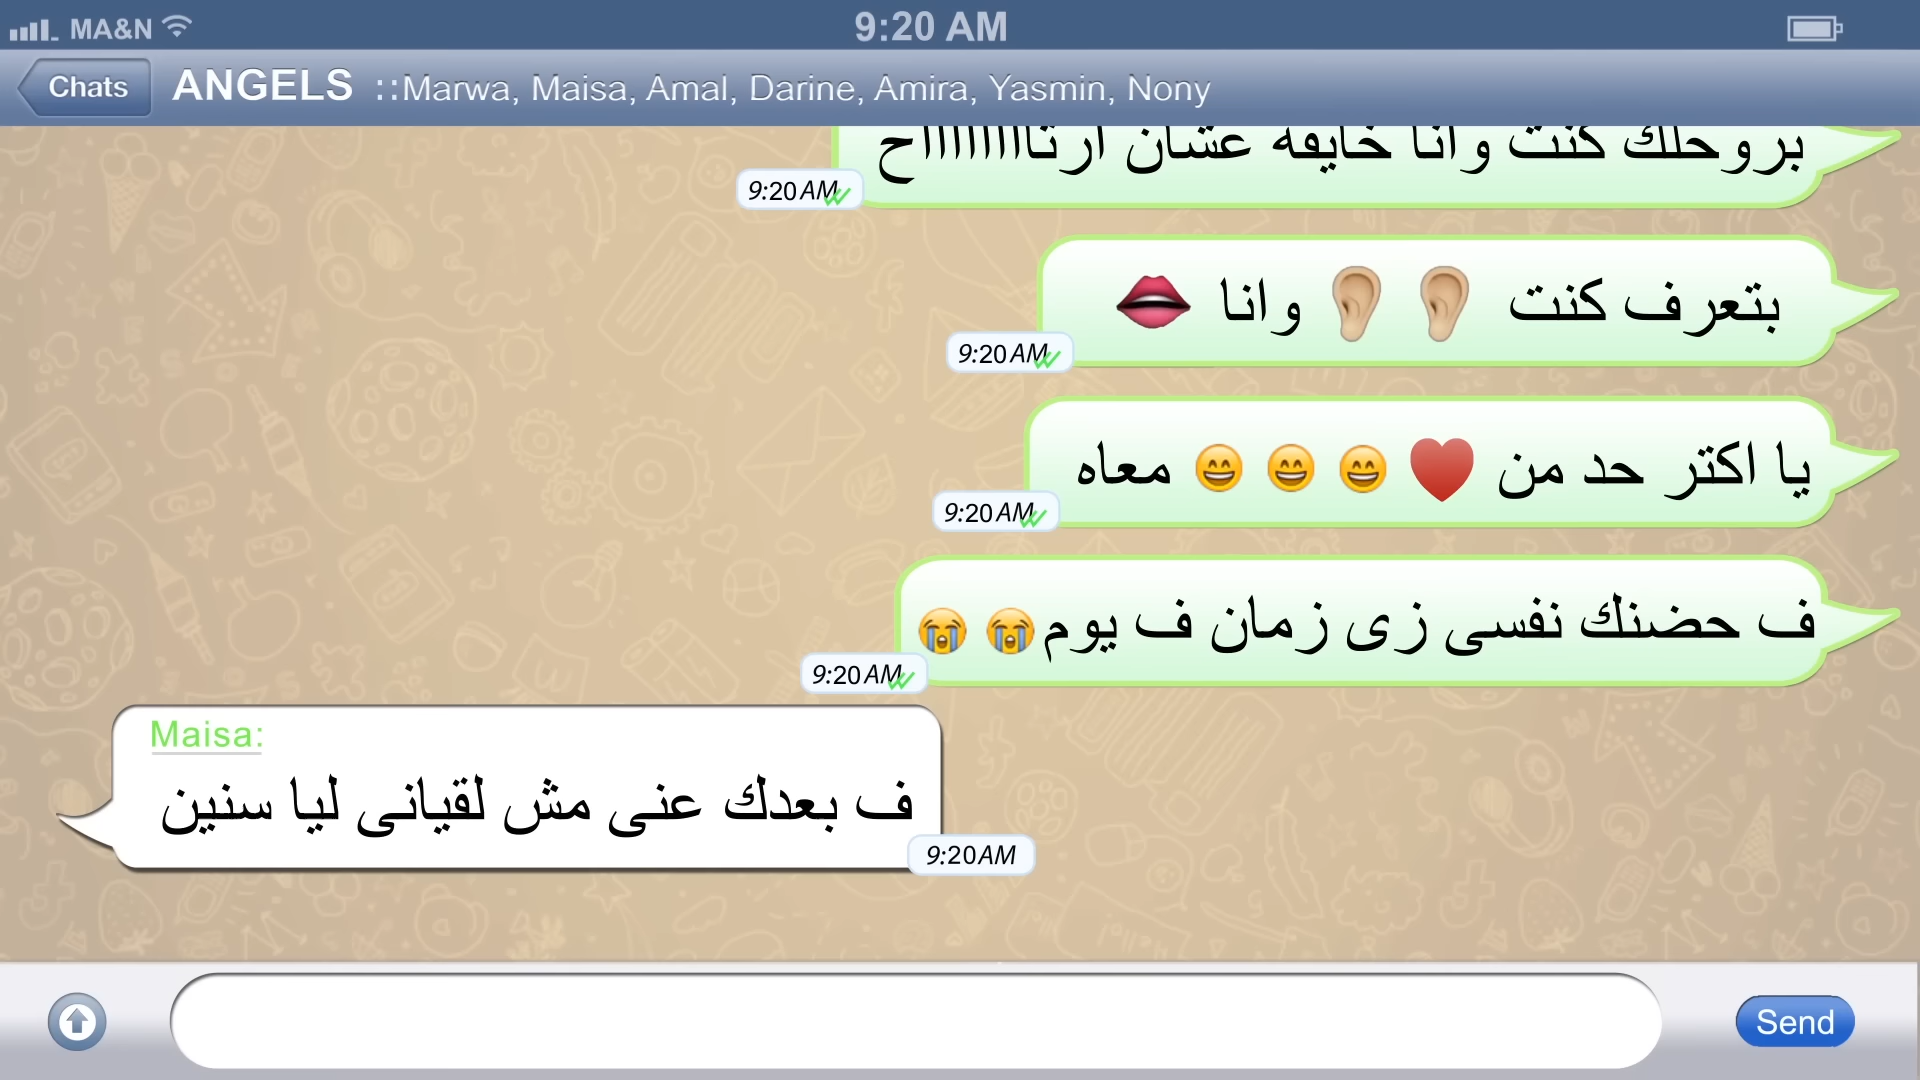 MA&N 9:20 AM
Chats ANGELS ::Marwa, Maisa, Amal, Darine, Amira, Yasmin, Nony
بروحلك كنت وانا خايفه عشان ارتاااااااااح
9:20 AM
بتعرف كنت 👂 👂 وانا 👄
9:20 AM
يا اكتر حد من ♥ 😄 😄 😄 معاه
9:20 AM
ف حضنك نفسى زى زمان ف يوم 😭 😭
9:20 AM
Maisa:
ف بعدك عنى مش لقيانى ليا سنين
9:20 AM
Send